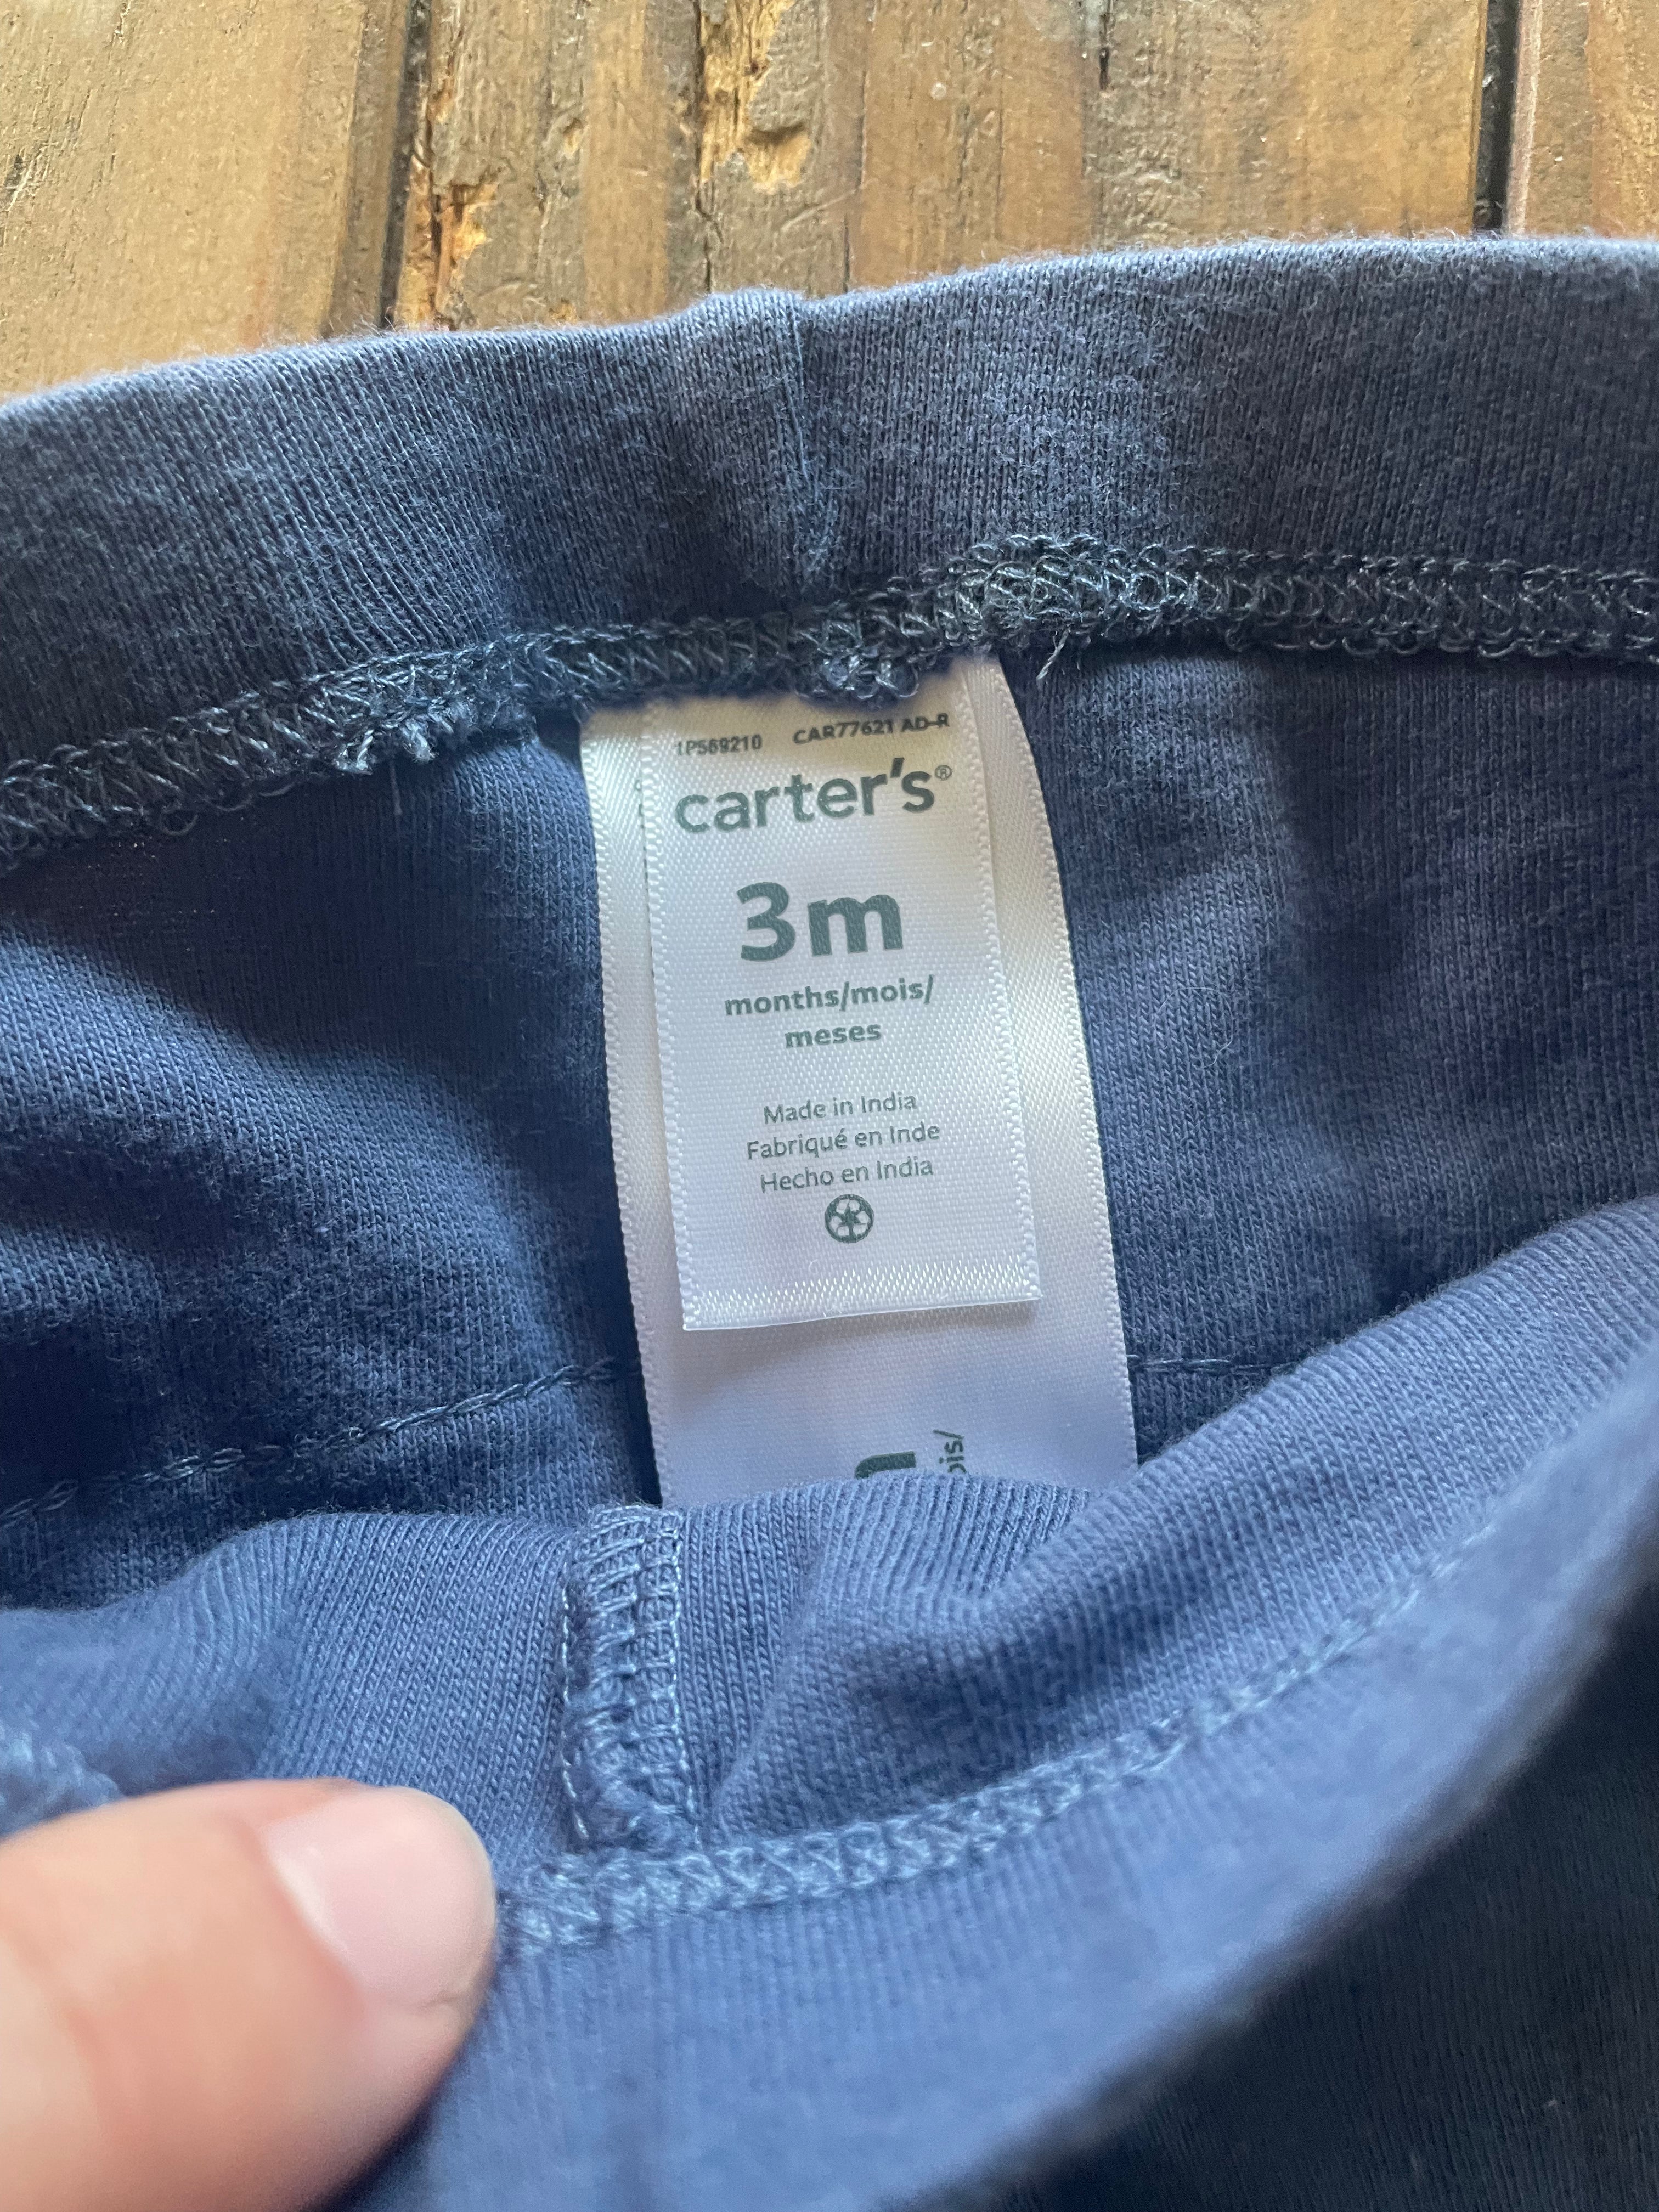 1P569210 CAR77621 AD-R
carter's®
3m
months/mois/
meses
Made in India
Fabriqué en Inde
Hecho en India